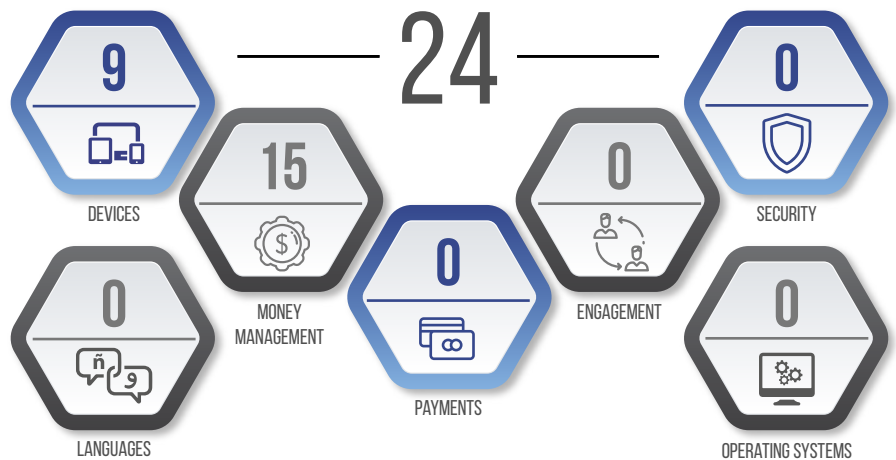 24
9
DEVICES
15
MONEY
MANAGEMENT
0
PAYMENTS
0
ENGAGEMENT
0
SECURITY
0
ñ
و
LANGUAGES
0
OPERATING SYSTEMS
$